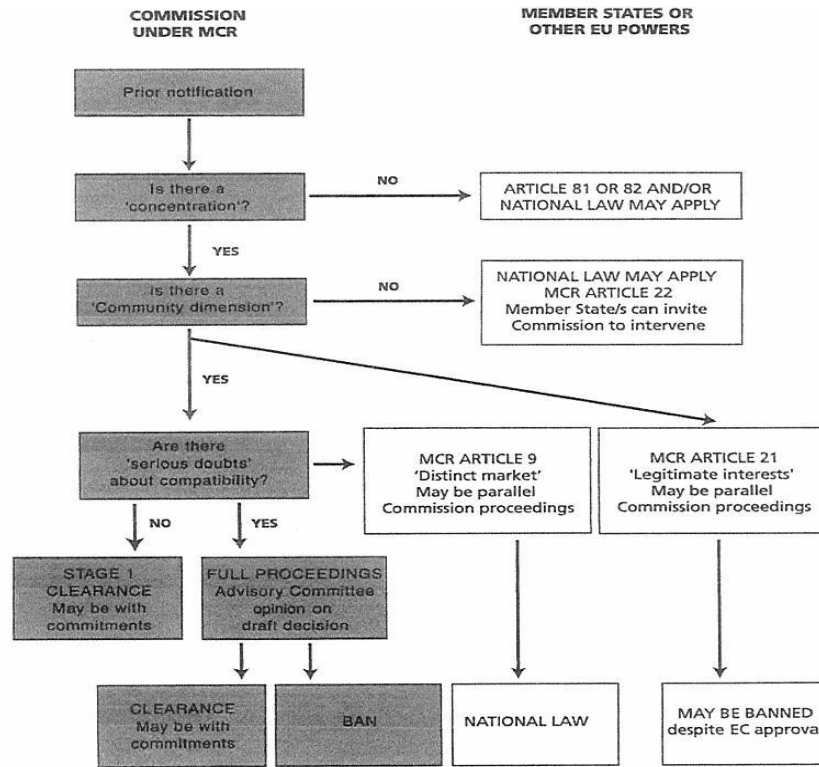 COMMISSION
UNDER MCR
MEMBER STATES OR
OTHER EU POWERS
Prior notification
Is there a
'concentration'?
NO
ARTICLE 81 OR 82 AND/OR
NATIONAL LAW MAY APPLY
YES
Is there a
'Community dimension'?
NO
NATIONAL LAW MAY APPLY
MCR ARTICLE 22
Member State/s can invite
Commission to intervene
YES
Are there
'serious doubts'
about compatibility?
MCR ARTICLE 9
'Distinct market'
May be parallel
Commission proceedings
MCR ARTICLE 21
'Legitimate interests'
May be parallel
Commission proceedings
NO
YES
STAGE 1
CLEARANCE
May be with
commitments
FULL PROCEEDINGS
Advisory Committee
opinion on
draft decision
CLEARANCE
May be with
commitments
BAN
NATIONAL LAW
MAY BE BANNED
despite EC approval